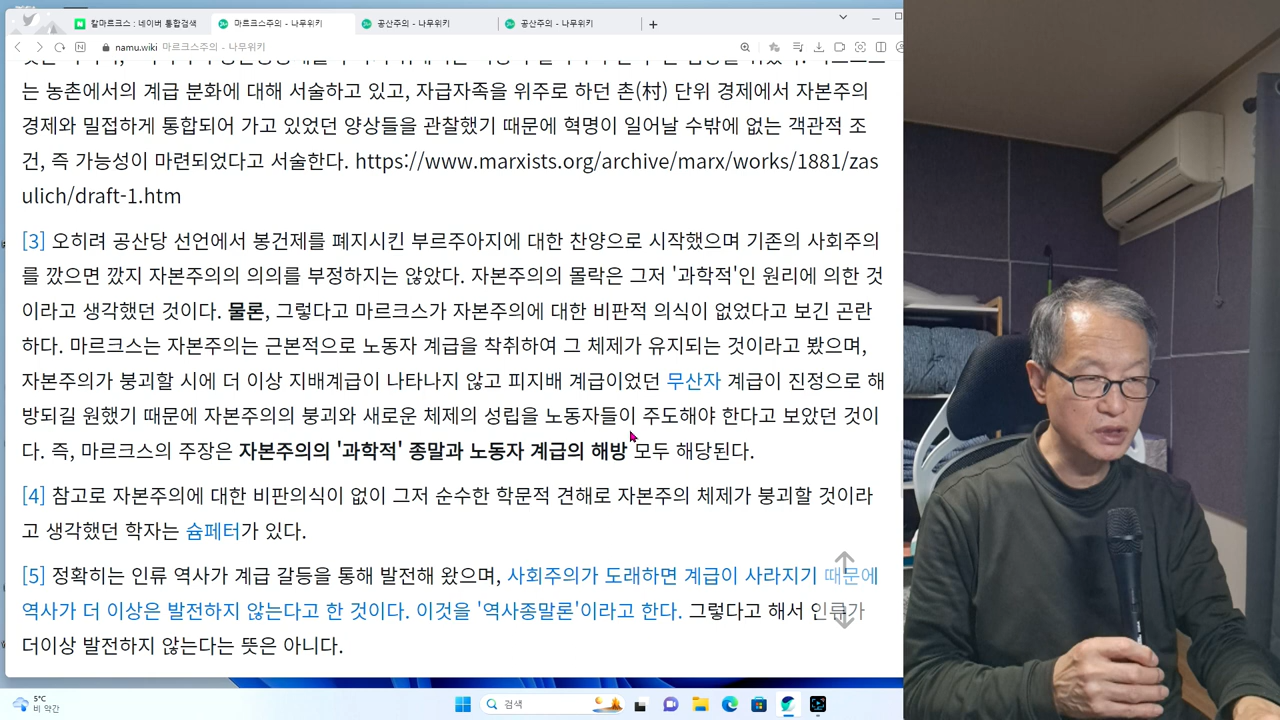 칼마르크스 : 네이버 통합검색
마르크스주의 - 나무위키
공산주의 - 나무위키
공산주의 - 나무위키
namu.wiki 마르크스주의 - 나무위키
는 농촌에서의 계급 분화에 대해 서술하고 있고, 자급자족을 위주로 하던 촌(村) 단위 경제에서 자본주의
경제와 밀접하게 통합되어 가고 있었던 양상들을 관찰했기 때문에 혁명이 일어날 수밖에 없는 객관적 조
건, 즉 가능성이 마련되었다고 서술한다. https://www.marxists.org/archive/marx/works/1881/zas
ulich/draft-1.htm
[3] 오히려 공산당 선언에서 봉건제를 폐지시킨 부르주아지에 대한 찬양으로 시작했으며 기존의 사회주의
를 깠으면 깠지 자본주의의 의의를 부정하지는 않았다. 자본주의의 몰락은 그저 '과학적'인 원리에 의한 것
이라고 생각했던 것이다. 물론, 그렇다고 마르크스가 자본주의에 대한 비판적 의식이 없었다고 보긴 곤란
하다. 마르크스는 자본주의는 근본적으로 노동자 계급을 착취하여 그 체제가 유지되는 것이라고 봤으며,
자본주의가 붕괴할 시에 더 이상 지배계급이 나타나지 않고 피지배 계급이었던 무산자 계급이 진정으로 해
방되길 원했기 때문에 자본주의의 붕괴와 새로운 체제의 성립을 노동자들이 주도해야 한다고 보았던 것이
다. 즉, 마르크스의 주장은 자본주의의 '과학적' 종말과 노동자 계급의 해방 모두 해당된다.
[4] 참고로 자본주의에 대한 비판의식이 없이 그저 순수한 학문적 견해로 자본주의 체제가 붕괴할 것이라
고 생각했던 학자는 슘페터가 있다.
[5] 정확히는 인류 역사가 계급 갈등을 통해 발전해 왔으며, 사회주의가 도래하면 계급이 사라지기 때문에
역사가 더 이상은 발전하지 않는다고 한 것이다. 이것을 '역사종말론'이라고 한다. 그렇다고 해서 인류가
더이상 발전하지 않는다는 뜻은 아니다.
5°C
비 약간
검색